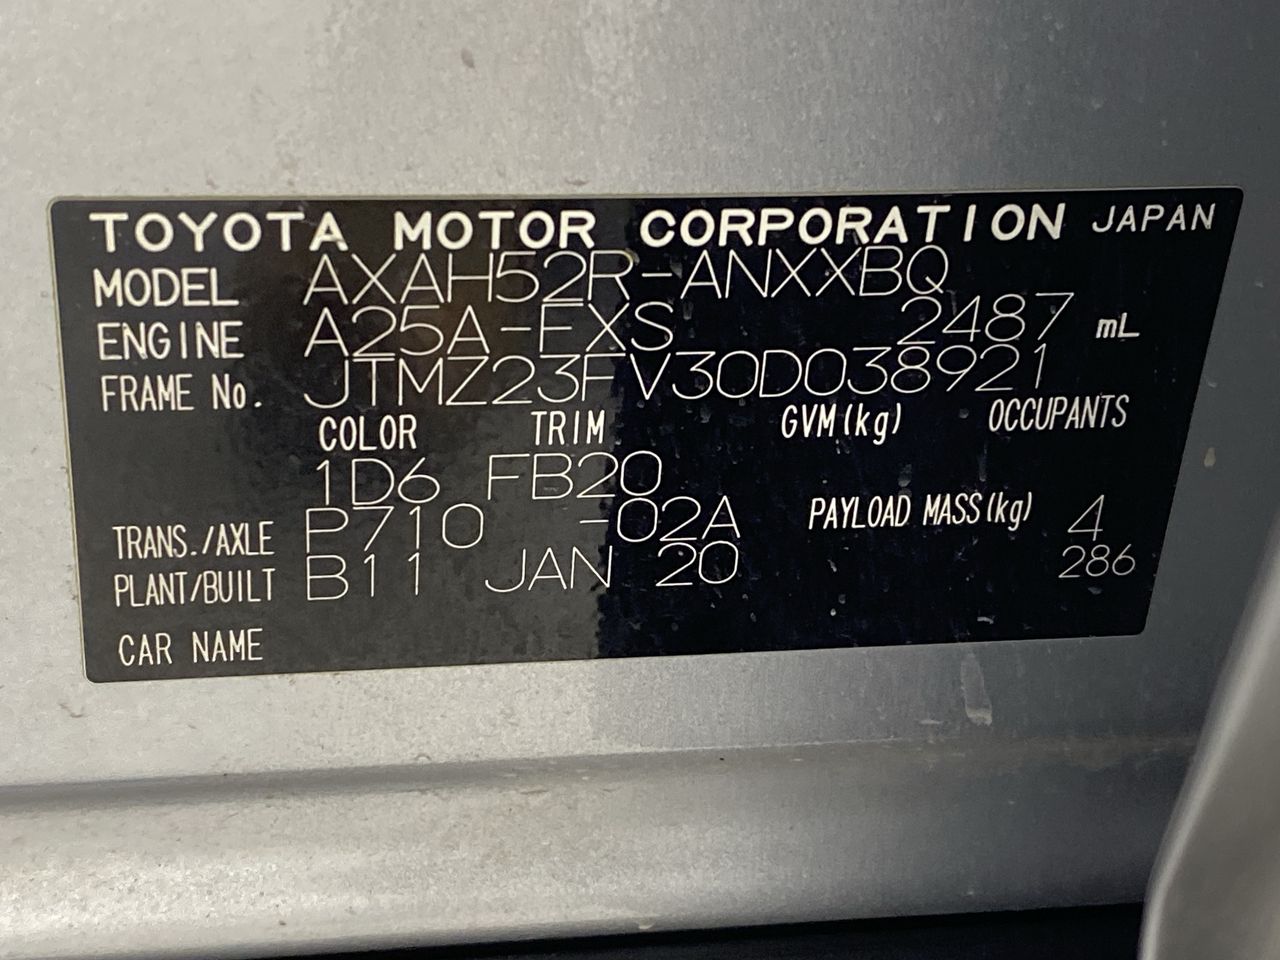 TOYOTA MOTOR CORPORATION JAPAN
MODEL AXAH52R-ANXXBQ
ENGINE A25A-FXS 2487 mL
FRAME No. JTMZ23FV30D038921
COLOR TRIM GVM(kg) OCCUPANTS
1D6 FB20
TRANS./AXLE P710 -02A PAYLOAD MASS(kg) 4
PLANT/BUILT B11 JAN 20 286
CAR NAME